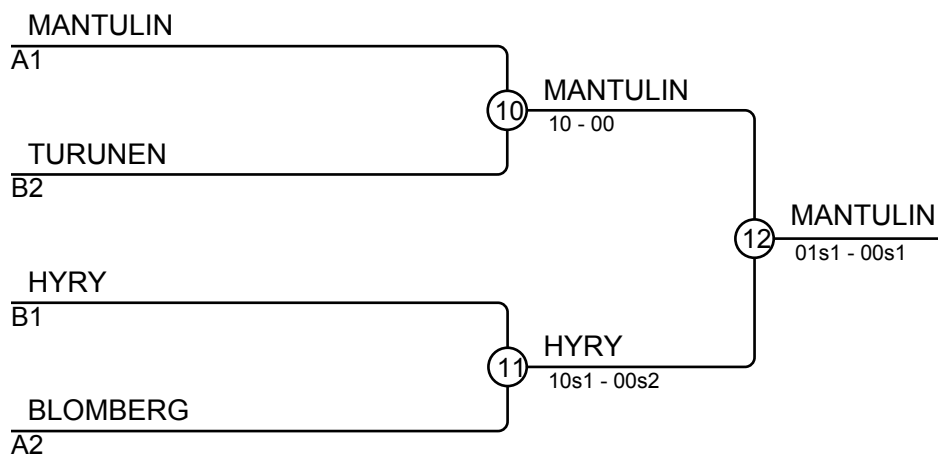 MANTULIN
A1
10
MANTULIN
10 - 00
TURUNEN
B2
12
MANTULIN
01s1 - 00s1
HYRY
B1
11
HYRY
10s1 - 00s2
BLOMBERG
A2